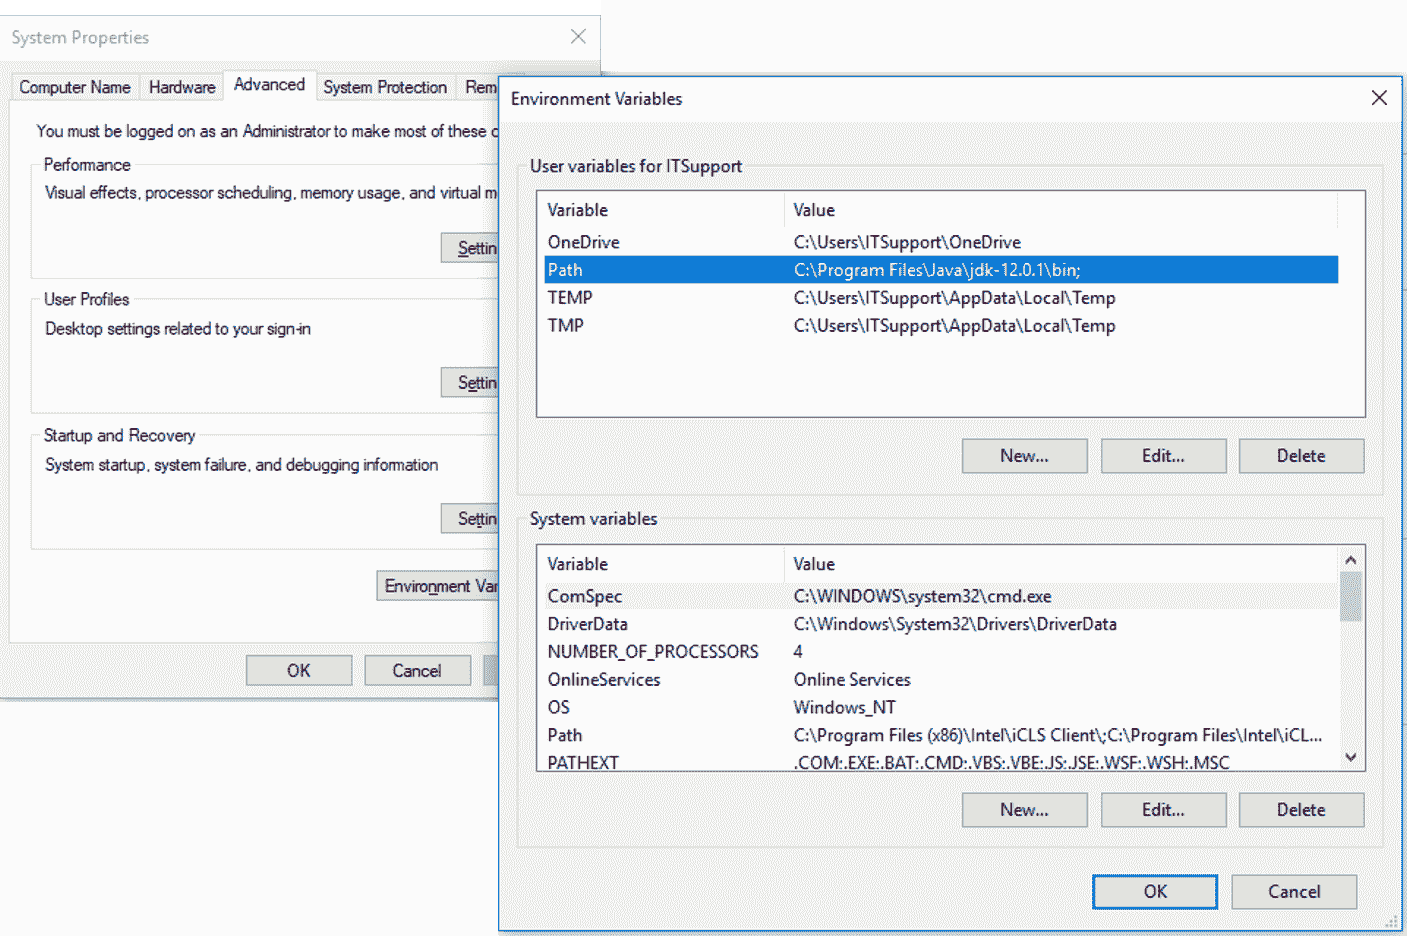 System Properties
Computer Name Hardware Advanced System Protection Rem
You must be logged on as an Administrator to make most of these c
Performance
Visual effects, processor scheduling, memory usage, and virtual m
Settin
User Profiles
Desktop settings related to your sign-in
Settin
Startup and Recovery
System startup, system failure, and debugging information
Settin
Environment Var
OK Cancel
Environment Variables
User variables for ITSupport
Variable Value
OneDrive C:\Users\ITSupport\OneDrive
Path C:\Program Files\Java\jdk-12.0.1\bin;
TEMP C:\Users\ITSupport\AppData\Local\Temp
TMP C:\Users\ITSupport\AppData\Local\Temp
New... Edit... Delete
System variables
Variable Value
ComSpec C:\WINDOWS\system32\cmd.exe
DriverData C:\Windows\System32\Drivers\DriverData
NUMBER_OF_PROCESSORS 4
OnlineServices Online Services
OS Windows_NT
Path C:\Program Files (x86)\Intel\iCLS Client\;C:\Program Files\Intel\iCL...
PATHEXT .COM;.EXE;.BAT;.CMD;.VBS;.VBE;.JS;.JSE;.WSF;.WSH;.MSC
New... Edit... Delete
OK Cancel